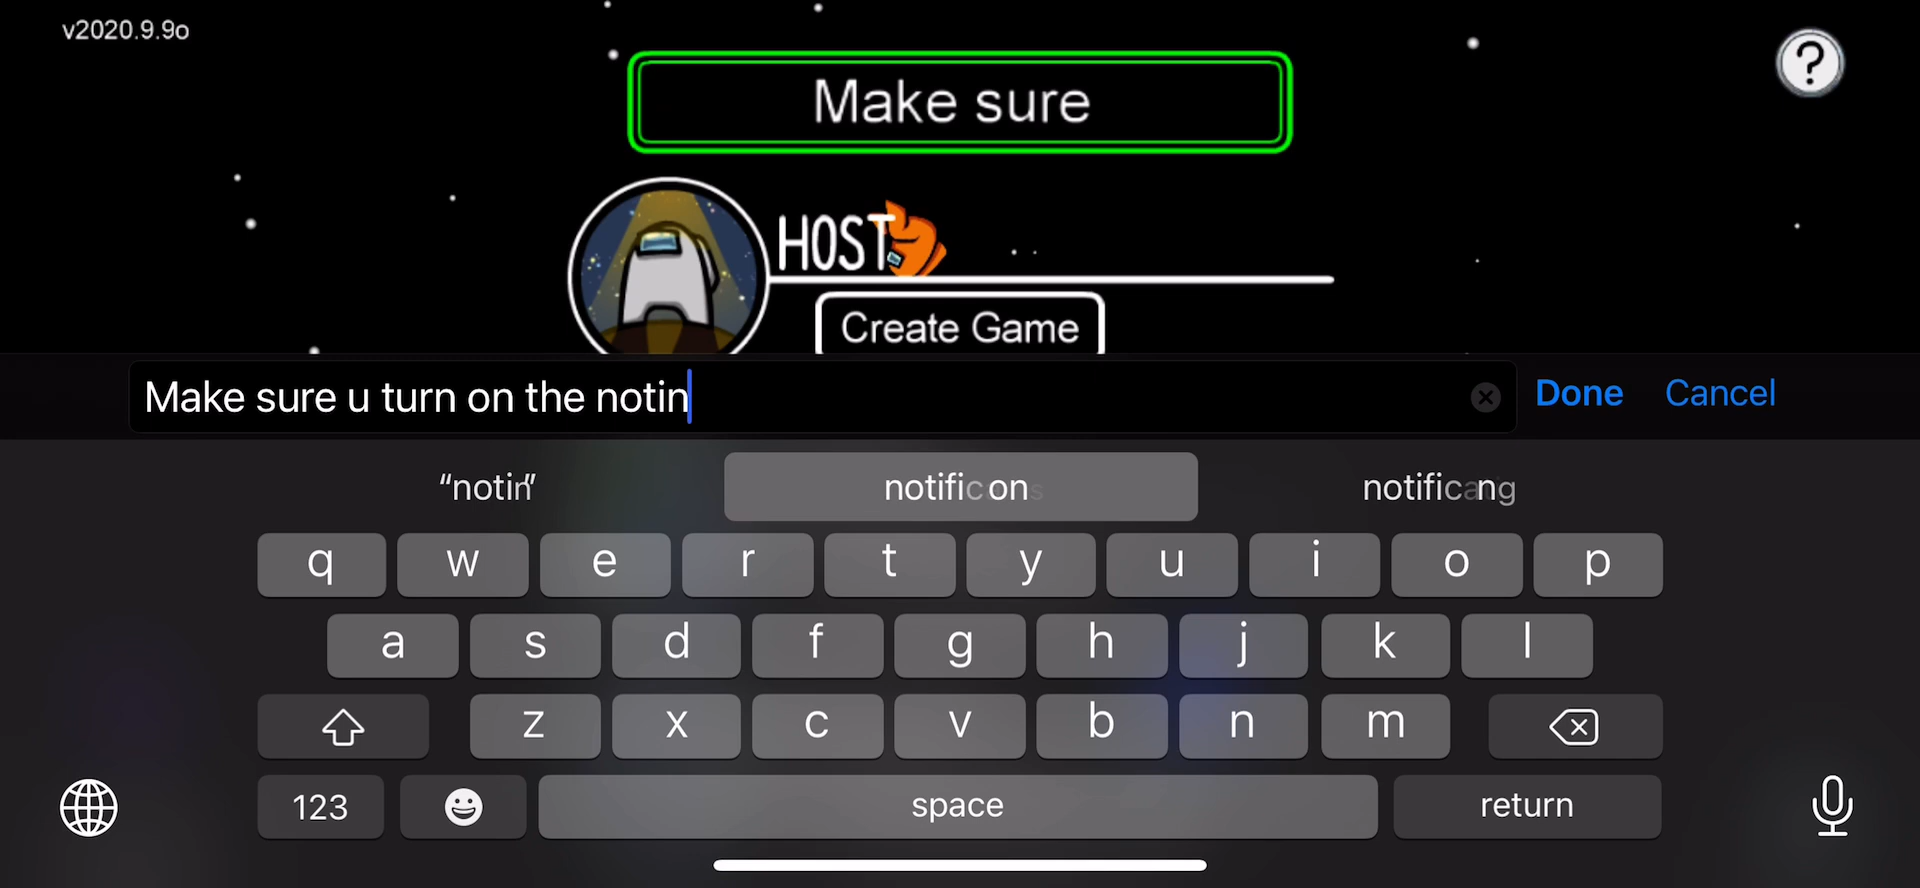 v2020.9.9o
?
Make sure
HOST
Create Game
Make sure u turn on the notin
Done
Cancel
“notin”
q w e r t y u i o p
a s d f g h j k l
z x c v b n m
123
space
return